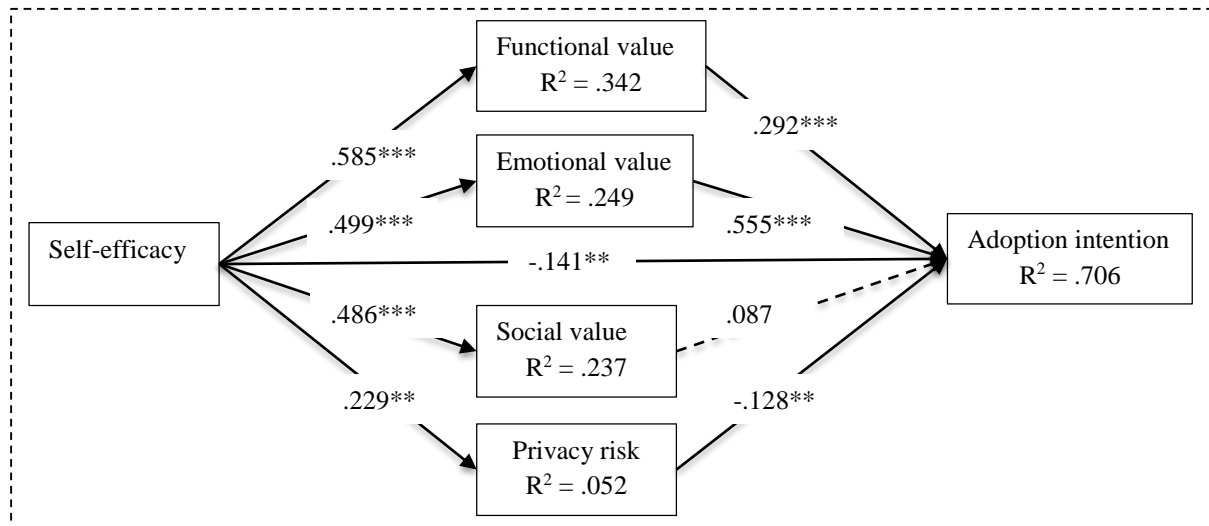 Functional value
R² = .342
.292***
.585***
Emotional value
R² = .249
.499***
.555***
Self-efficacy
-.141**
Adoption intention
R² = .706
.486***
Social value
R² = .237
.087
.229**
-.128**
Privacy risk
R² = .052